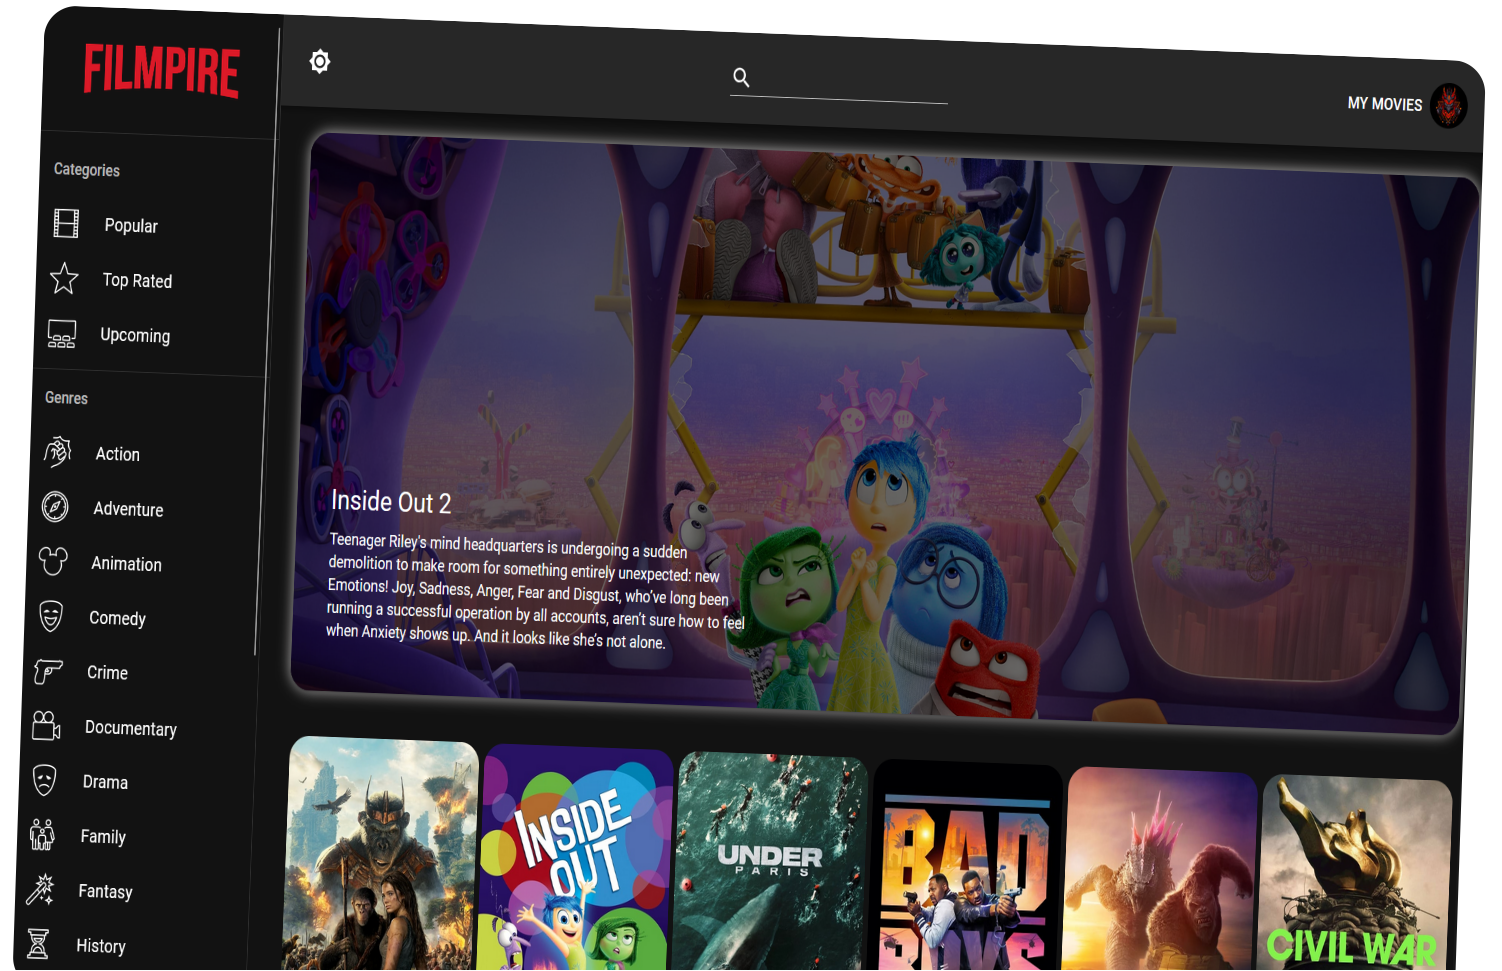 FILMPIRE
MY MOVIES
Categories
Popular
Top Rated
Upcoming
Genres
Action
Adventure
Animation
Comedy
Crime
Documentary
Drama
Family
Fantasy
History
Inside Out 2
Teenager Riley's mind headquarters is undergoing a sudden
demolition to make room for something entirely unexpected: new
Emotions! Joy, Sadness, Anger, Fear and Disgust, who've long been
running a successful operation by all accounts, aren't sure how to feel
when Anxiety shows up. And it looks like she's not alone.
INSIDE
OUT
UNDER
PARIS
BAD
BOYS
CIVIL WAR